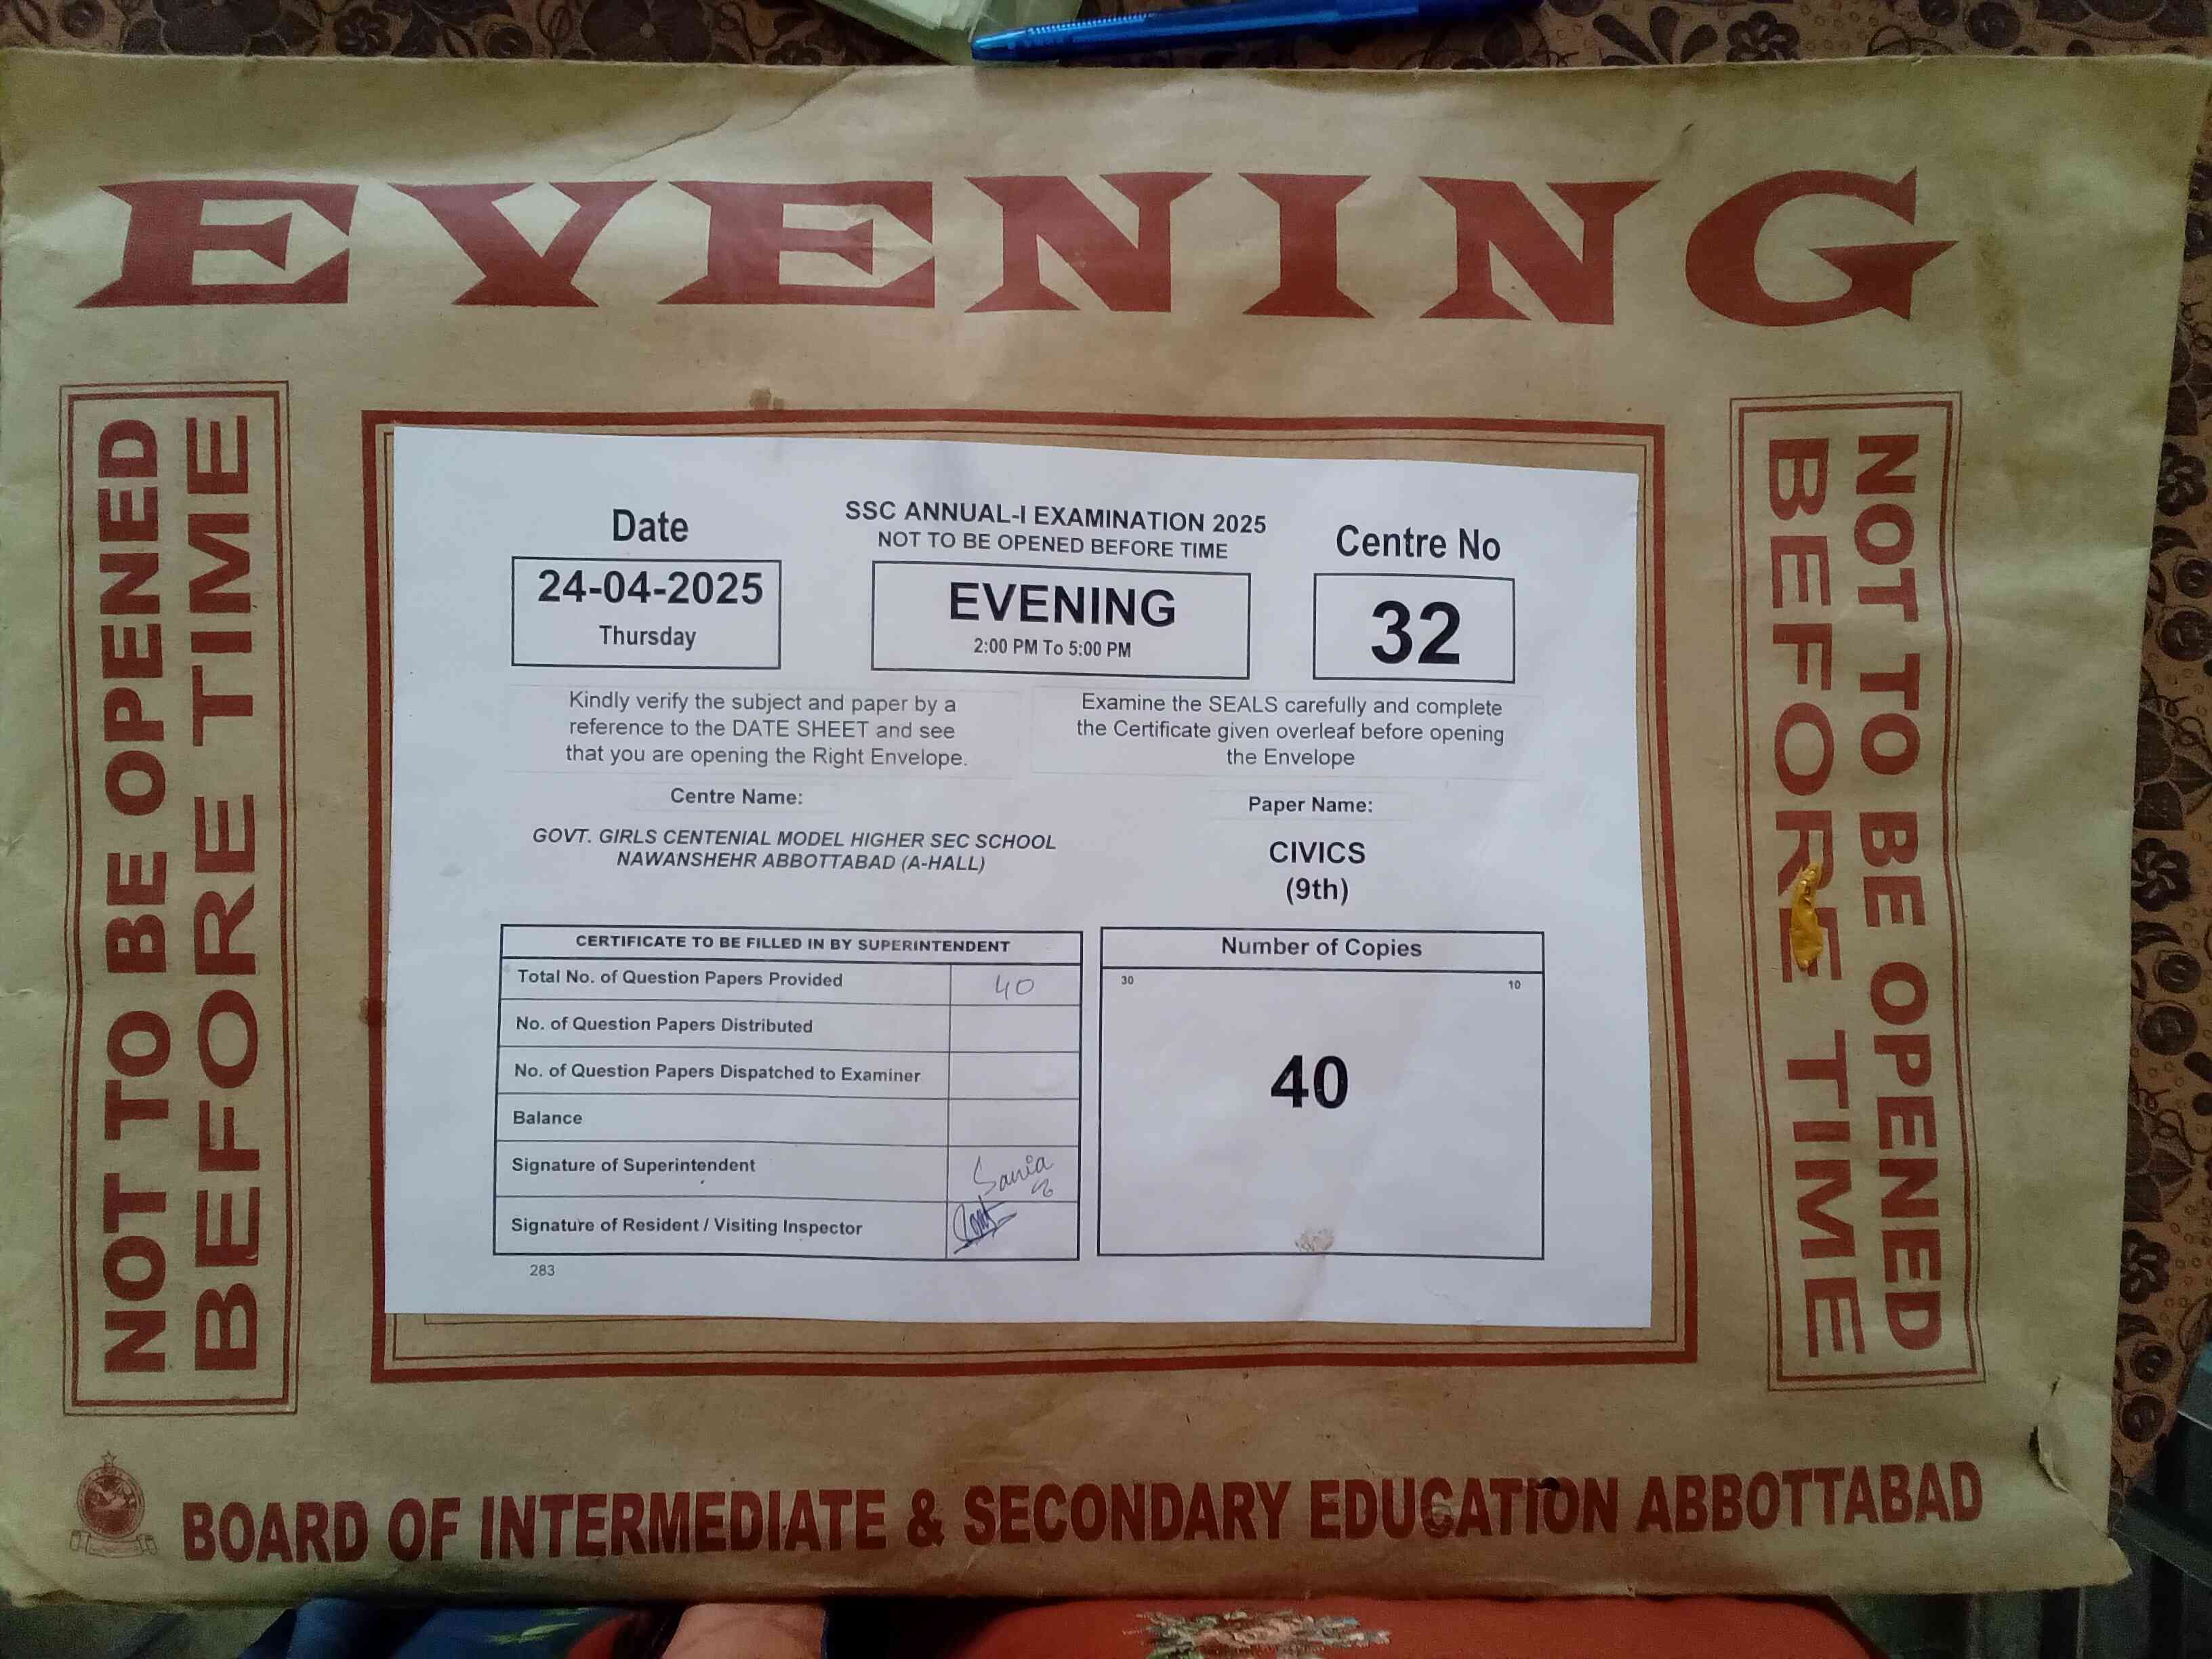 EVENING
NOT TO BE OPENED
BEFORE TIME
Date
24-04-2025
Thursday
SSC ANNUAL-I EXAMINATION 2025
NOT TO BE OPENED BEFORE TIME
EVENING
2:00 PM To 5:00 PM
Centre No
32
Kindly verify the subject and paper by a
reference to the DATE SHEET and see
that you are opening the Right Envelope.
Examine the SEALS carefully and complete
the Certificate given overleaf before opening
the Envelope
Centre Name:
GOVT. GIRLS CENTENIAL MODEL HIGHER SEC SCHOOL
NAWANSHEHR ABBOTTABAD (A-HALL)
Paper Name:
CIVICS
(9th)
CERTIFICATE TO BE FILLED IN BY SUPERINTENDENT
Total No. of Question Papers Provided 40
No. of Question Papers Distributed
No. of Question Papers Dispatched to Examiner
Balance
Signature of Superintendent Sania
Signature of Resident / Visiting Inspector
283
Number of Copies
30 10
40
NOT TO BE OPENED
BEFORE TIME
BOARD OF INTERMEDIATE & SECONDARY EDUCATION ABBOTTABAD